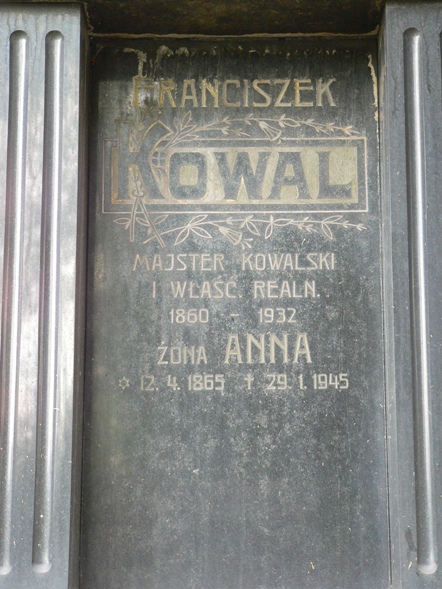 FRANCISZEK
KOWAL
MAJSTER KOWALSKI
I WŁAŚC. REALN.
1860 - 1932
ŻONA ANNA
✡ 12. 4. 1865 † 29. 1. 1945